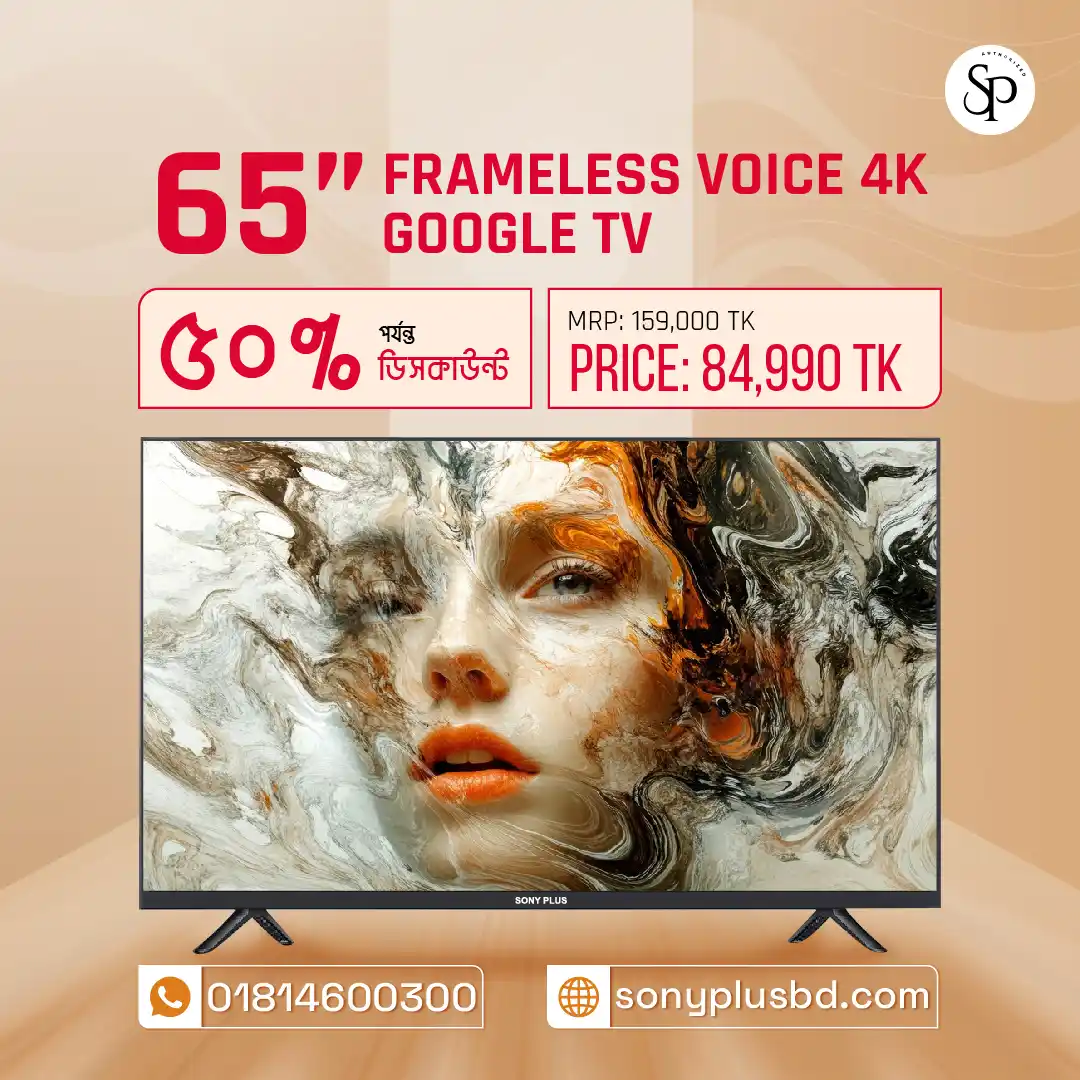 AUTHORIZED
SP
65" FRAMELESS VOICE 4K
GOOGLE TV
৫০% পর্যন্ত
ডিসকাউন্ট
MRP: 159,000 TK
PRICE: 84,990 TK
SONY PLUS
01814600300
sonyplusbd.com